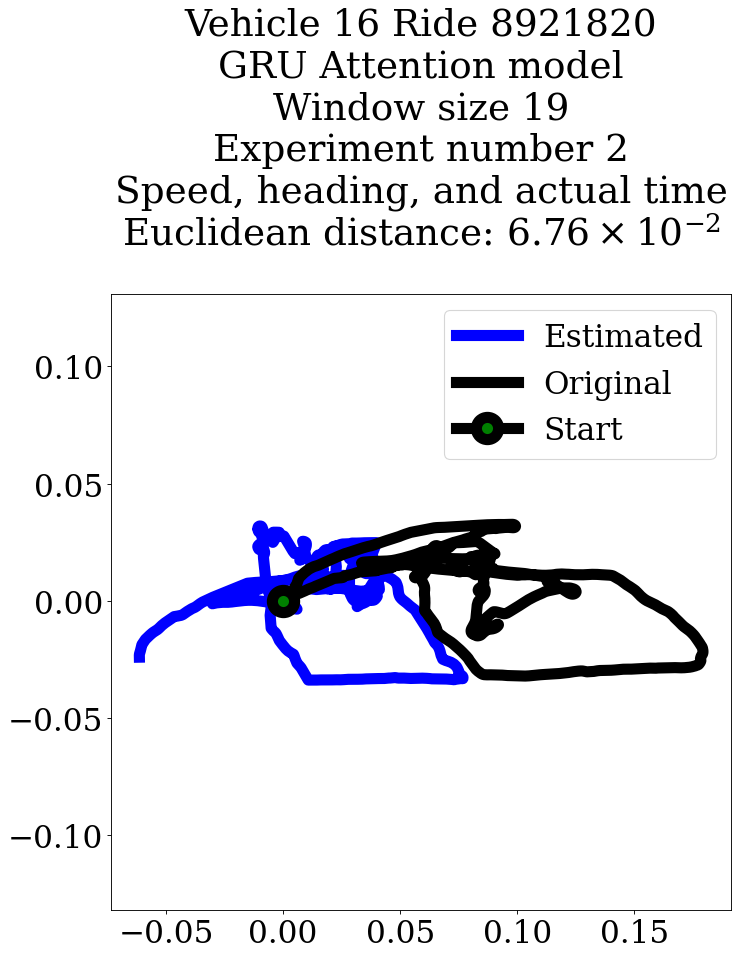 Vehicle 16 Ride 8921820
GRU Attention model
Window size 19
Experiment number 2
Speed, heading, and actual time
Euclidean distance: 6.76 × 10⁻²
Estimated
Original
Start
0.10
0.05
0.00
−0.05
−0.10
−0.05 0.00 0.05 0.10 0.15